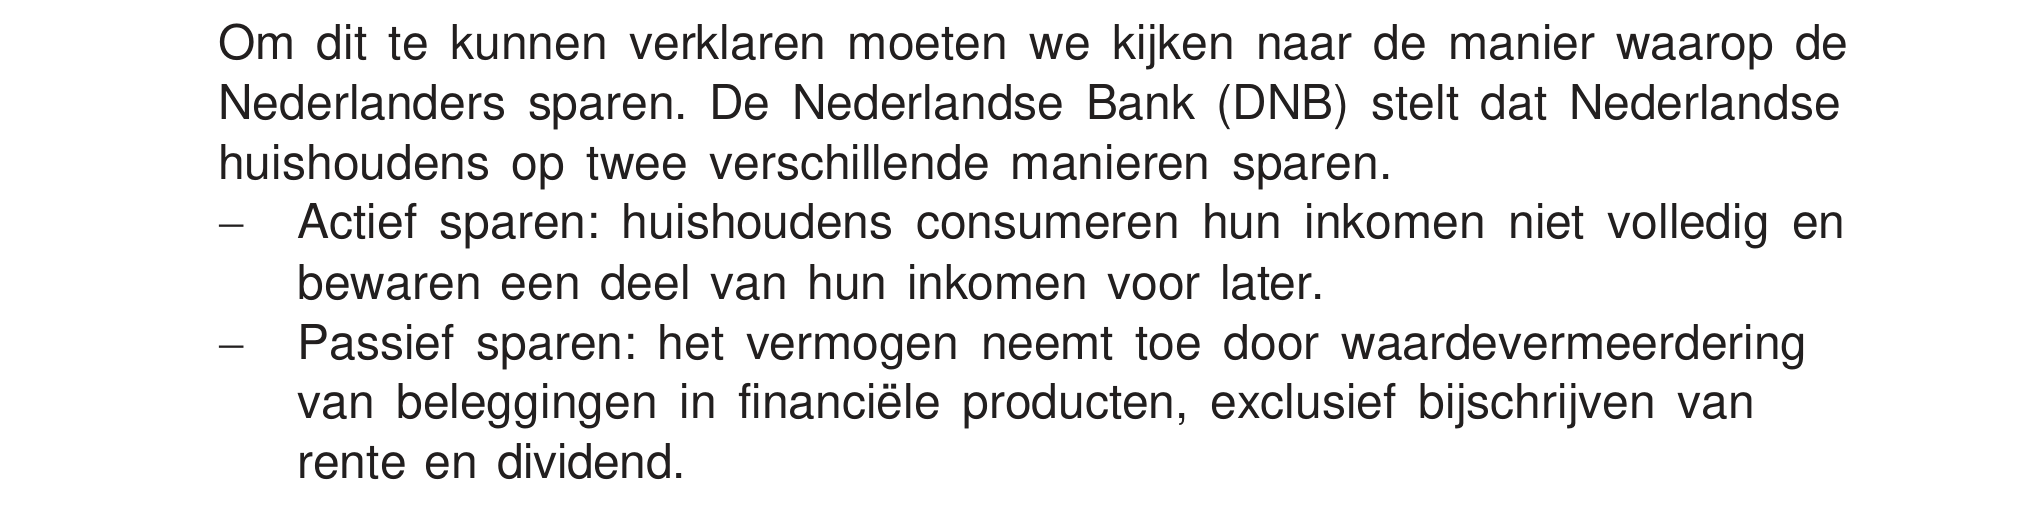 Om dit te kunnen verklaren moeten we kijken naar de manier waarop de
Nederlanders sparen. De Nederlandse Bank (DNB) stelt dat Nederlandse
huishoudens op twee verschillende manieren sparen.
– Actief sparen: huishoudens consumeren hun inkomen niet volledig en
bewaren een deel van hun inkomen voor later.
– Passief sparen: het vermogen neemt toe door waardevermeerdering
van beleggingen in financiële producten, exclusief bijschrijven van
rente en dividend.